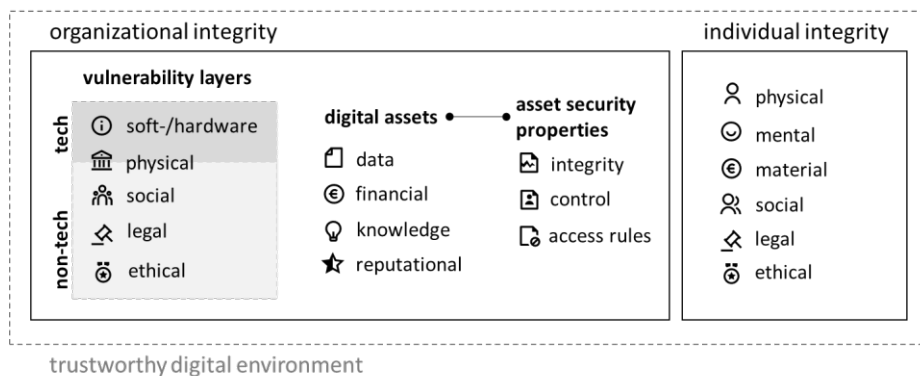 organizational integrity
vulnerability layers
tech
soft-/hardware
physical
non-tech
social
legal
ethical
digital assets
data
financial
knowledge
reputational
asset security
properties
integrity
control
access rules
individual integrity
physical
mental
material
social
legal
ethical
trustworthy digital environment